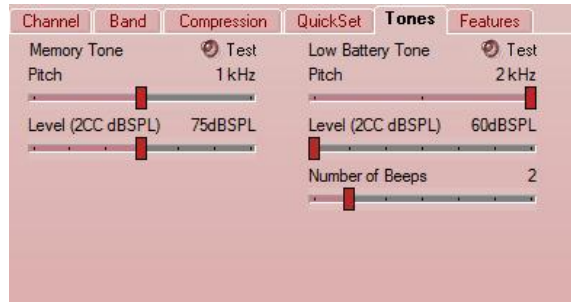 Channel Band Compression QuickSet Tones Features
Memory Tone Test Low Battery Tone Test
Pitch 1 kHz Pitch 2 kHz
Level (2CC dBSPL) 75dBSPL Level (2CC dBSPL) 60dBSPL
Number of Beeps 2